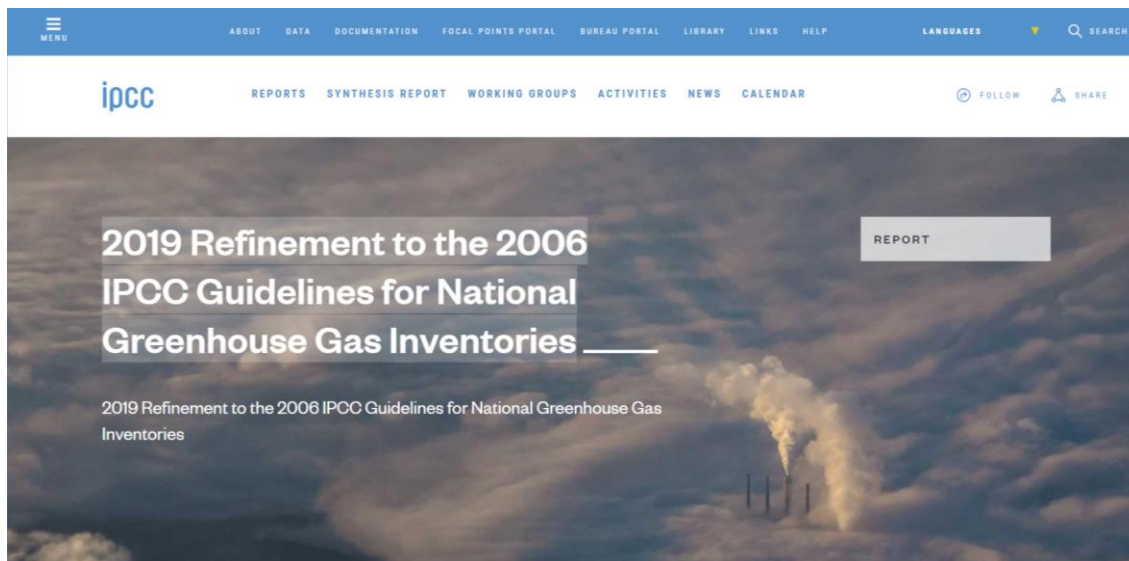 MENU
ABOUT DATA DOCUMENTATION FOCAL POINTS PORTAL BUREAU PORTAL LIBRARY LINKS HELP
LANGUAGES
SEARCH
ipcc
REPORTS SYNTHESIS REPORT WORKING GROUPS ACTIVITIES NEWS CALENDAR
FOLLOW
SHARE
2019 Refinement to the 2006
IPCC Guidelines for National
Greenhouse Gas Inventories
REPORT
2019 Refinement to the 2006 IPCC Guidelines for National Greenhouse Gas
Inventories